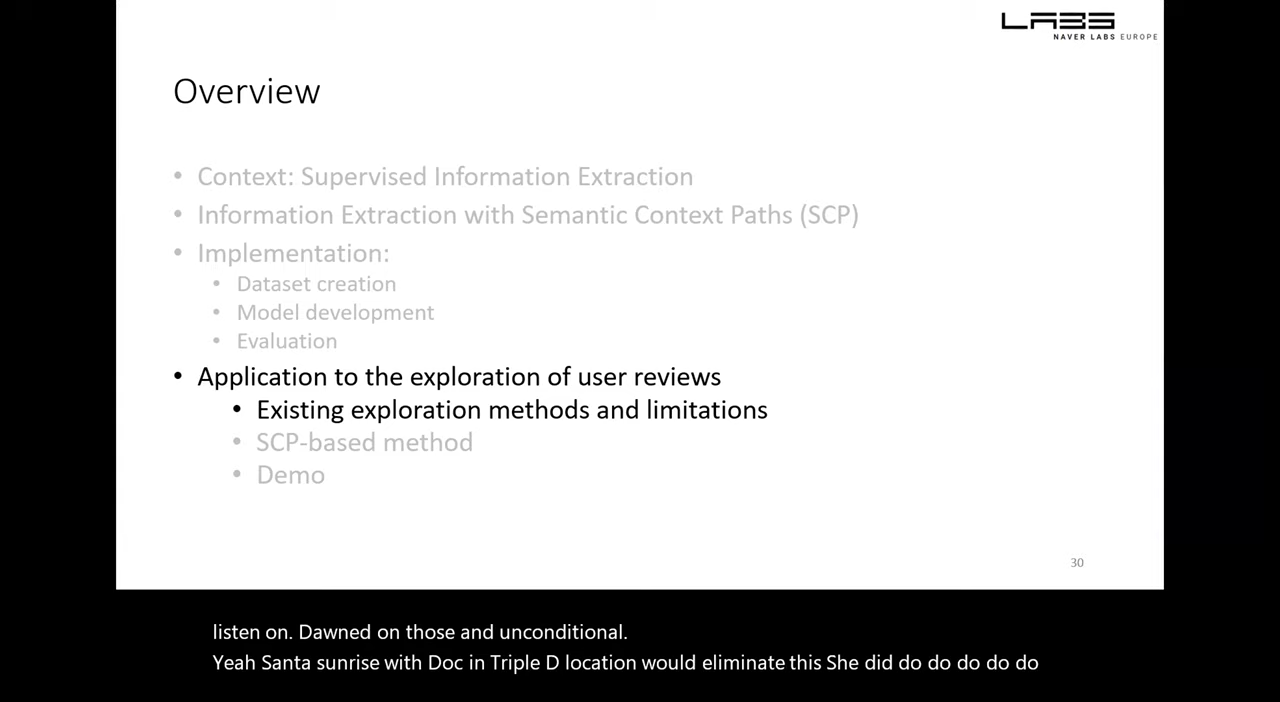 LABS
NAVER LABS EUROPE
Overview
• Context: Supervised Information Extraction
• Information Extraction with Semantic Context Paths (SCP)
• Implementation:
• Dataset creation
• Model development
• Evaluation
• Application to the exploration of user reviews
• Existing exploration methods and limitations
• SCP-based method
• Demo
30
listen on. Dawned on those and unconditional.
Yeah Santa sunrise with Doc in Triple D location would eliminate this She did do do do do do